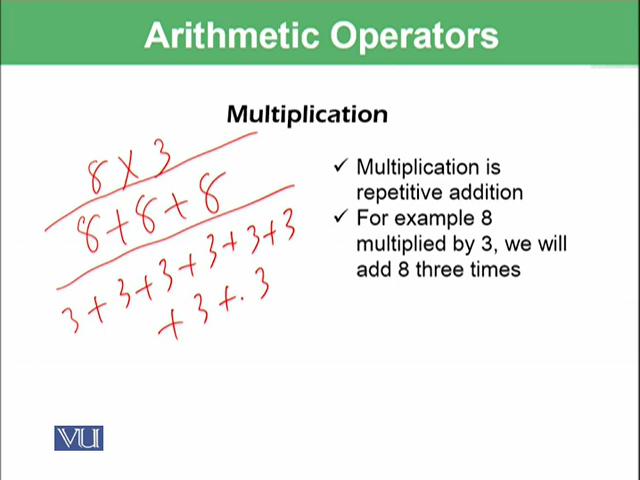 Arithmetic Operators
Multiplication
8 × 3
8 + 8 + 8
3 + 3 + 3 + 3 + 3 + 3
+ 3 + 3
✓ Multiplication is
repetitive addition
✓ For example 8
multiplied by 3, we will
add 8 three times
VU